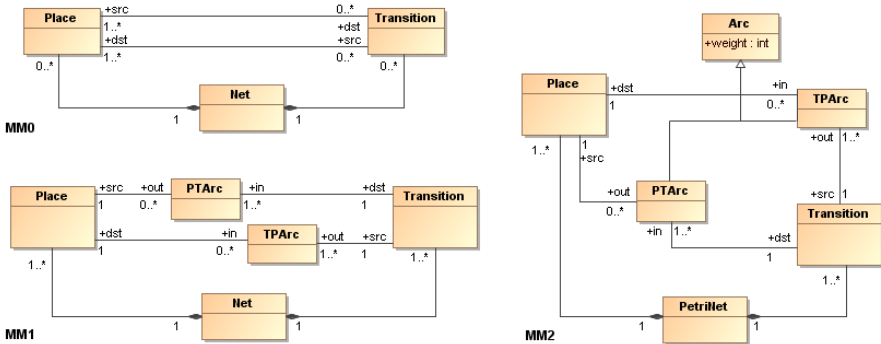 Place
+src
0..*
Transition
1..*
+dst
+dst
+src
0..*
1..*
0..*
0..*
Net
1
1
MM0
Place
+src
+out
PTArc
+in
+dst
Transition
1
0..*
1..*
1
+dst
+in
TPArc
+out
+src
1
0..*
1..*
1
1..*
1..*
Net
1
1
MM1
Arc
+weight : int
Place
+dst
+in
TPArc
1
0..*
1
+src
+out
1..*
1..*
+out
PTArc
0..*
+in
1..*
+src
1
Transition
+dst
1
1..*
PetriNet
1
1
MM2